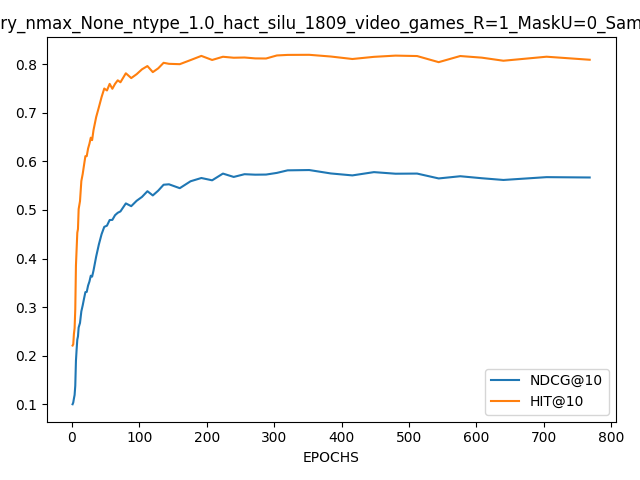 ry_nmax_None_ntype_1.0_hact_silu_1809_video_games_R=1_MaskU=0_Sam
0.8
0.7
0.6
0.5
0.4
0.3
0.2
0.1
NDCG@10
HIT@10
0 100 200 300 400 500 600 700 800
EPOCHS